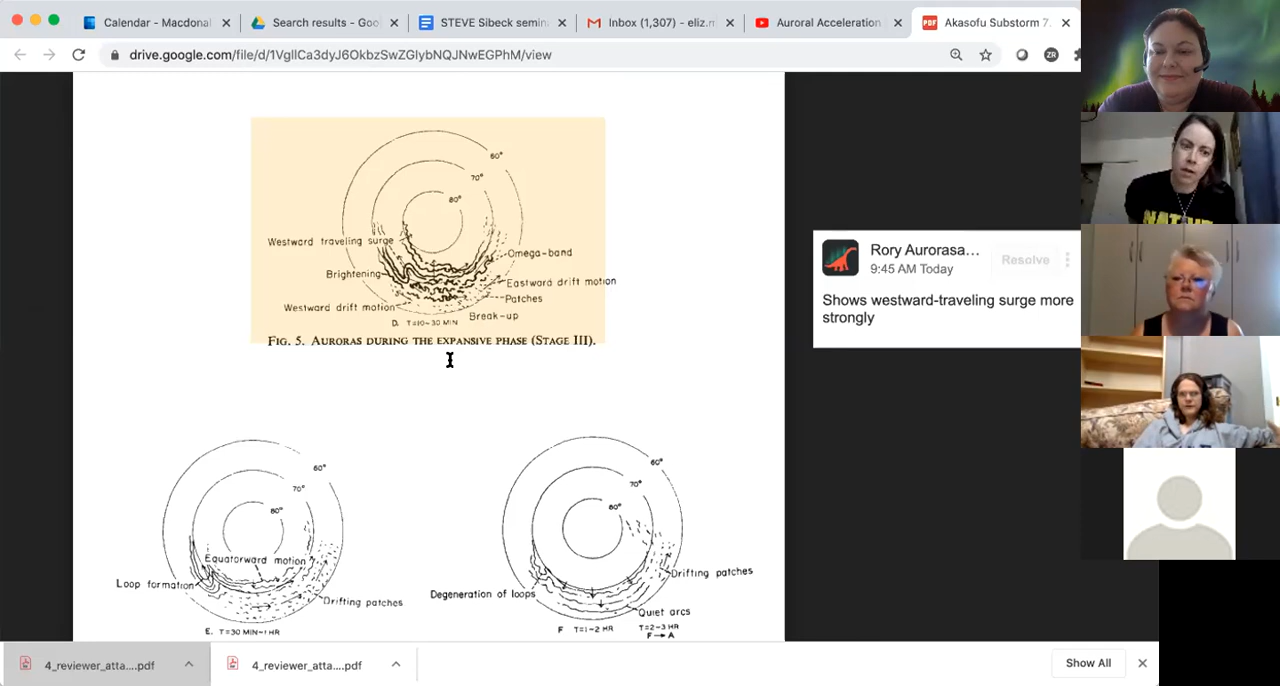 Calendar - Macdonal
Search results - Goo
STEVE Sibeck semin
Inbox (1,307) - eliz.m
Auroral Acceleration
PDF
Akasofu Substorm 7.
drive.google.com/file/d/1VgllCa3dyJ6OkbzSwZGlybNQJNwEGPhM/view
ZR
60°
70°
80°
Westward traveling surge
Omega-band
Brightening
Eastward drift motion
Patches
Westward drift motion
Break-up
D. T=10-30 MIN
FIG. 5. AURORAS DURING THE EXPANSIVE PHASE (STAGE III).
Rory Aurorasa...
9:45 AM Today
Resolve
Shows westward-traveling surge more
strongly
60°
70°
80°
Equatorward motion
Loop formation
Drifting patches
E. T=30 MIN-1 HR
60°
70°
80°
Drifting patches
Degeneration of loops
Quiet arcs
F T=1-2 HR
T=2-3 HR
F→A
4_reviewer_atta....pdf
4_reviewer_atta....pdf
Show All